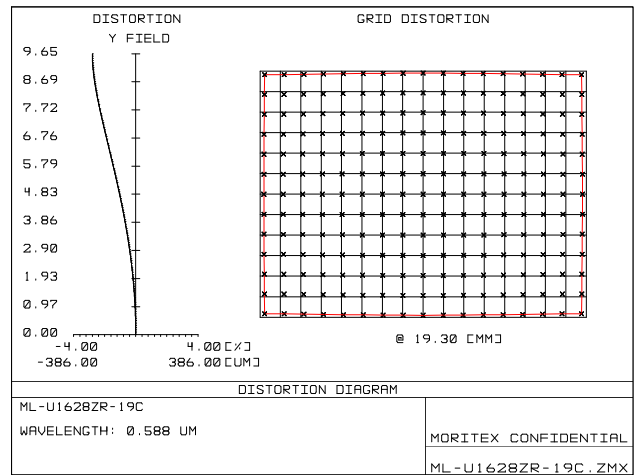 DISTORTION
Y FIELD
GRID DISTORTION
9.65
8.69
7.72
6.76
5.79
4.83
3.86
2.90
1.93
0.97
0.00
-4.00 4.00[%]
-386.00 386.00[UM]
@ 19.30 [MM]
DISTORTION DIAGRAM
ML-U1628ZR-19C
WAVELENGTH: 0.588 UM
MORITEX CONFIDENTIAL
ML-U1628ZR-19C.ZMX